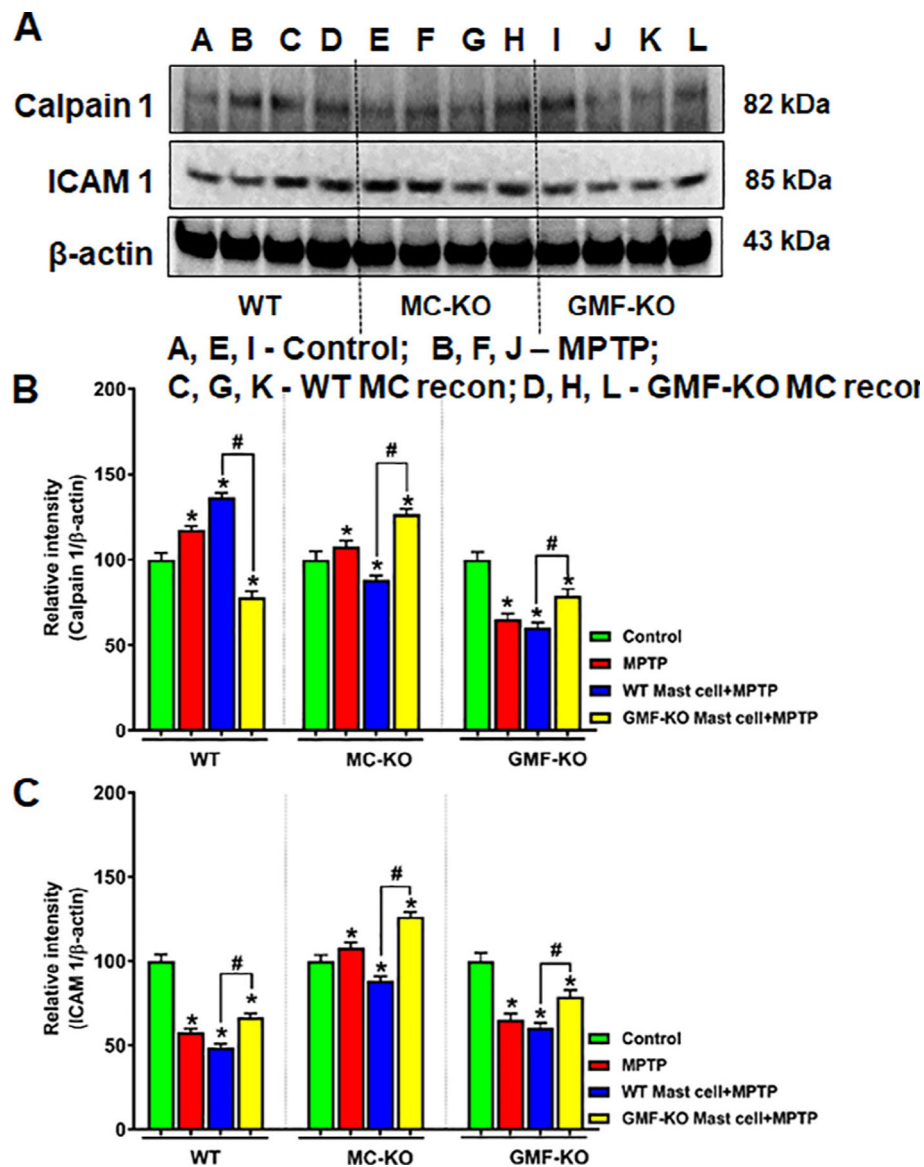 A
A B C D E F G H I J K L
Calpain 1
82 kDa
ICAM 1
85 kDa
β-actin
43 kDa
WT MC-KO GMF-KO
A, E, I - Control; B, F, J – MPTP;
C, G, K - WT MC recon; D, H, L - GMF-KO MC recon
B
Relative intensity
(Calpain 1/β-actin)
200
150
100
50
0
* * # *
* * # *
* * # *
WT MC-KO GMF-KO
Control
MPTP
WT Mast cell+MPTP
GMF-KO Mast cell+MPTP
C
Relative intensity
(ICAM 1/β-actin)
200
150
100
50
0
* * # *
* * # *
* * # *
WT MC-KO GMF-KO
Control
MPTP
WT Mast cell+MPTP
GMF-KO Mast cell+MPTP